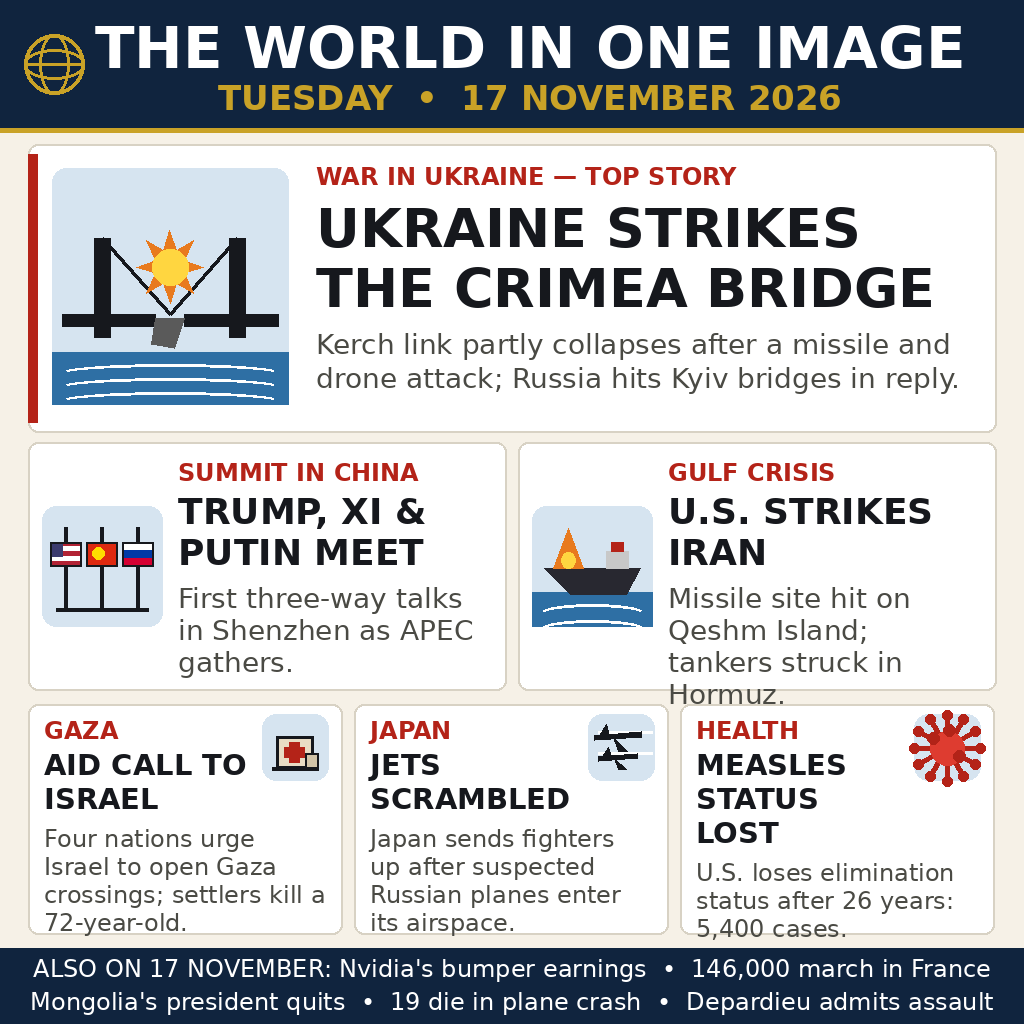 THE WORLD IN ONE IMAGE
TUESDAY • 17 NOVEMBER 2026
WAR IN UKRAINE — TOP STORY
UKRAINE STRIKES
THE CRIMEA BRIDGE
Kerch link partly collapses after a missile and
drone attack; Russia hits Kyiv bridges in reply.
SUMMIT IN CHINA
TRUMP, XI &
PUTIN MEET
First three-way talks
in Shenzhen as APEC
gathers.
GULF CRISIS
U.S. STRIKES
IRAN
Missile site hit on
Qeshm Island;
tankers struck in
Hormuz.
GAZA
AID CALL TO
ISRAEL
Four nations urge
Israel to open Gaza
crossings; settlers kill a
72-year-old.
JAPAN
JETS
SCRAMBLED
Japan sends fighters
up after suspected
Russian planes enter
its airspace.
HEALTH
MEASLES
STATUS
LOST
U.S. loses elimination
status after 26 years:
5,400 cases.
ALSO ON 17 NOVEMBER: Nvidia's bumper earnings • 146,000 march in France
Mongolia's president quits • 19 die in plane crash • Depardieu admits assault